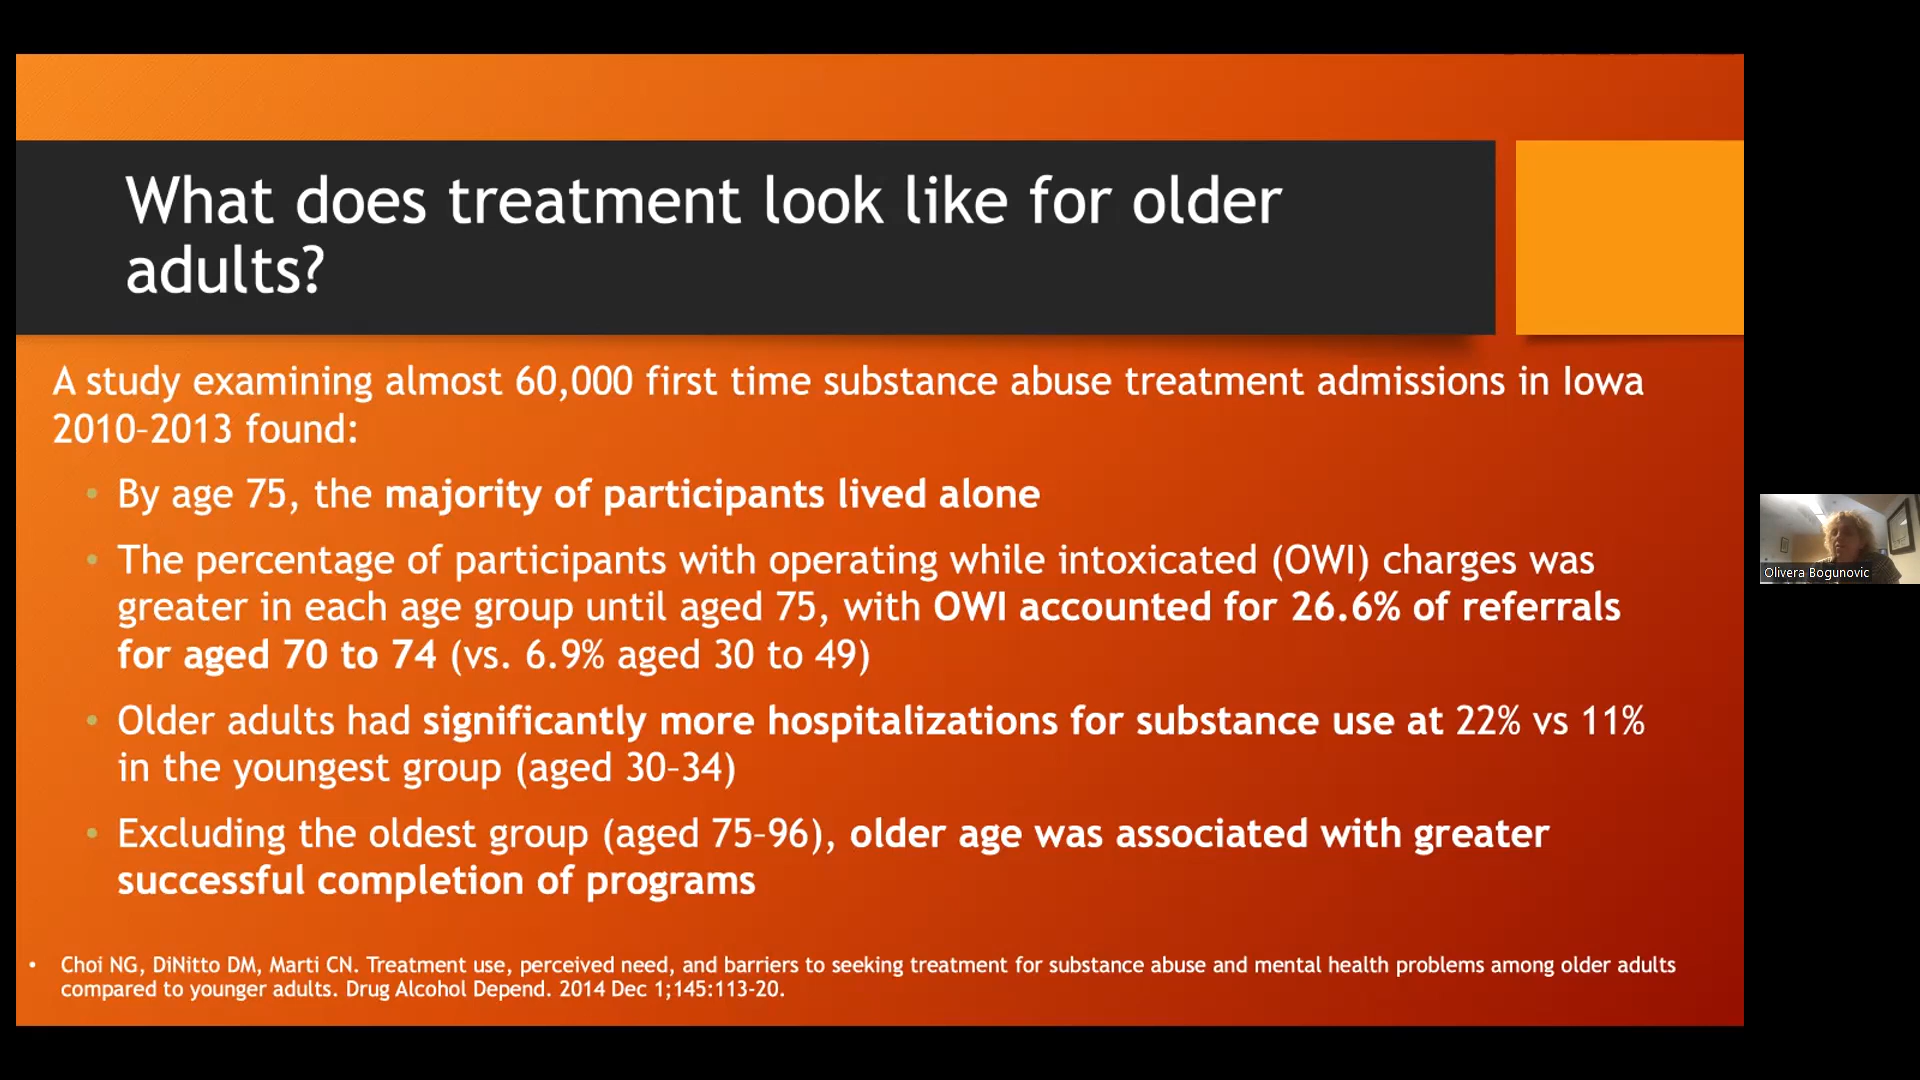 What does treatment look like for older
adults?
A study examining almost 60,000 first time substance abuse treatment admissions in Iowa
2010–2013 found:
• By age 75, the majority of participants lived alone
• The percentage of participants with operating while intoxicated (OWI) charges was
greater in each age group until aged 75, with OWI accounted for 26.6% of referrals
for aged 70 to 74 (vs. 6.9% aged 30 to 49)
• Older adults had significantly more hospitalizations for substance use at 22% vs 11%
in the youngest group (aged 30–34)
• Excluding the oldest group (aged 75–96), older age was associated with greater
successful completion of programs
• Choi NG, DiNitto DM, Marti CN. Treatment use, perceived need, and barriers to seeking treatment for substance abuse and mental health problems among older adults
compared to younger adults. Drug Alcohol Depend. 2014 Dec 1;145:113-20.
Olivera Bogunovic